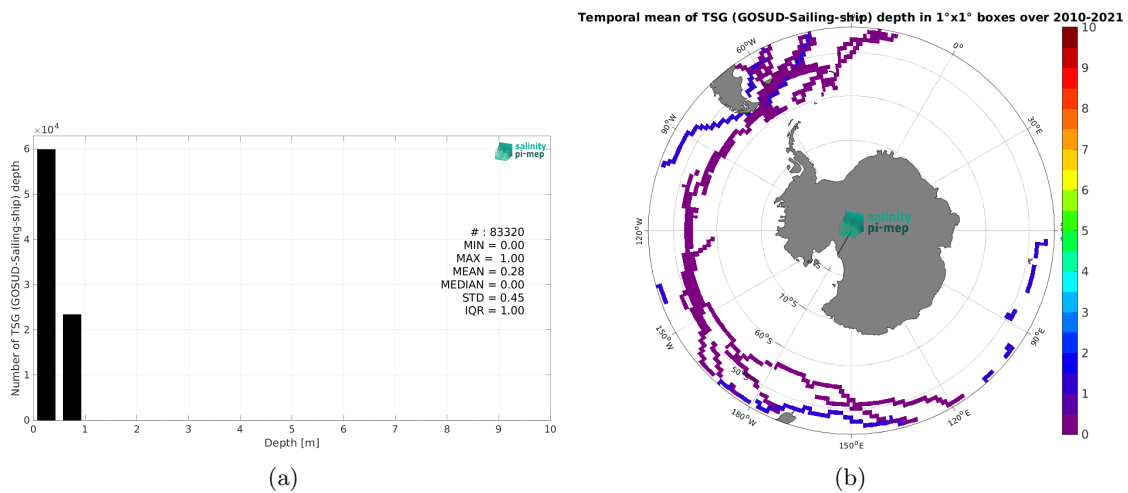 ×10⁴
6
5
4
3
2
1
0
Number of TSG (GOSUD-Sailing-ship) depth
salinity
pi-mep
# : 83320
MIN = 0.00
MAX = 1.00
MEAN = 0.28
MEDIAN = 0.00
STD = 0.45
IQR = 1.00
0 1 2 3 4 5 6 7 8 9 10
Depth [m]
(a)
Temporal mean of TSG (GOSUD-Sailing-ship) depth in 1°x1° boxes over 2010-2021
60°W
0°
30°E
90°W
120°W
150°W
180°W
150°E
120°E
90°E
70°S
60°S
50°S
salinity
pi-mep
10
9
8
7
6
5
4
3
2
1
0
(b)